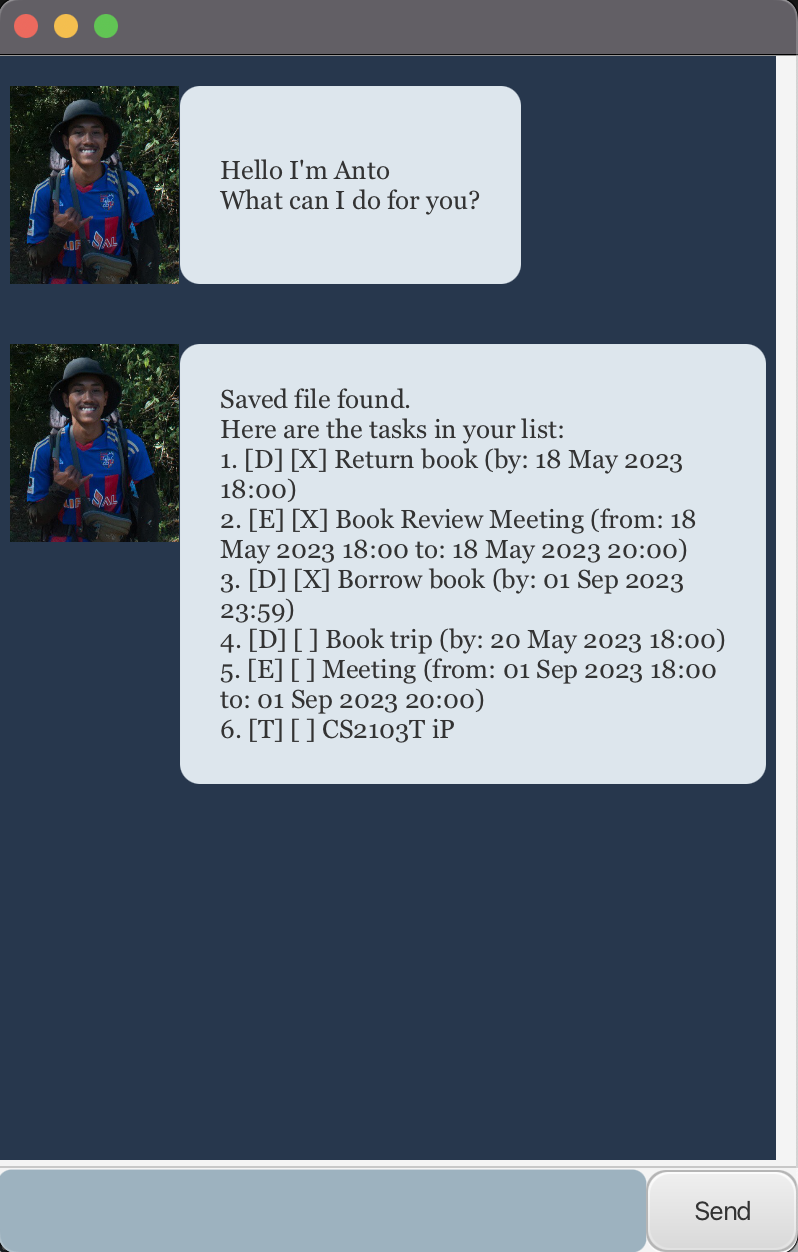 Hello I'm Anto
What can I do for you?
Saved file found.
Here are the tasks in your list:
1. [D] [X] Return book (by: 18 May 2023
18:00)
2. [E] [X] Book Review Meeting (from: 18
May 2023 18:00 to: 18 May 2023 20:00)
3. [D] [X] Borrow book (by: 01 Sep 2023
23:59)
4. [D] [ ] Book trip (by: 20 May 2023 18:00)
5. [E] [ ] Meeting (from: 01 Sep 2023 18:00
to: 01 Sep 2023 20:00)
6. [T] [ ] CS2103T iP
Send